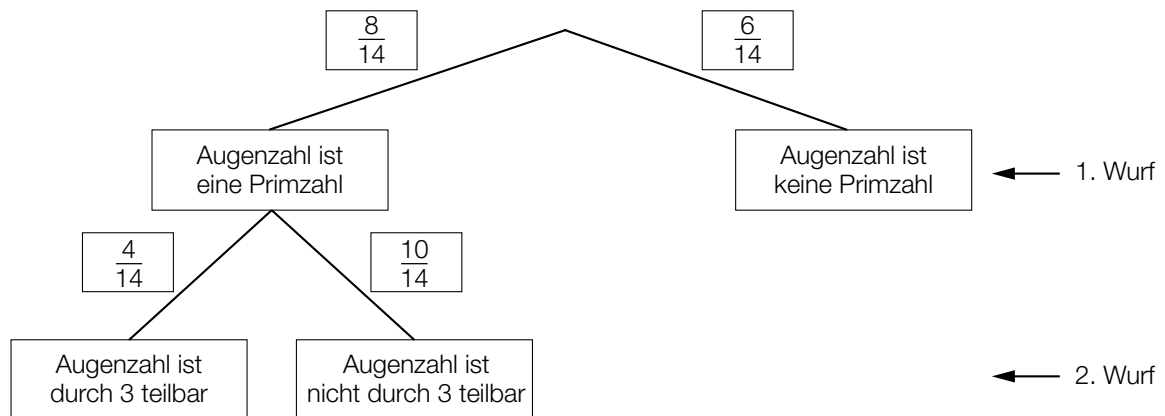 8
14
6
14
Augenzahl ist
eine Primzahl
Augenzahl ist
keine Primzahl
1. Wurf
4
14
10
14
Augenzahl ist
durch 3 teilbar
Augenzahl ist
nicht durch 3 teilbar
2. Wurf